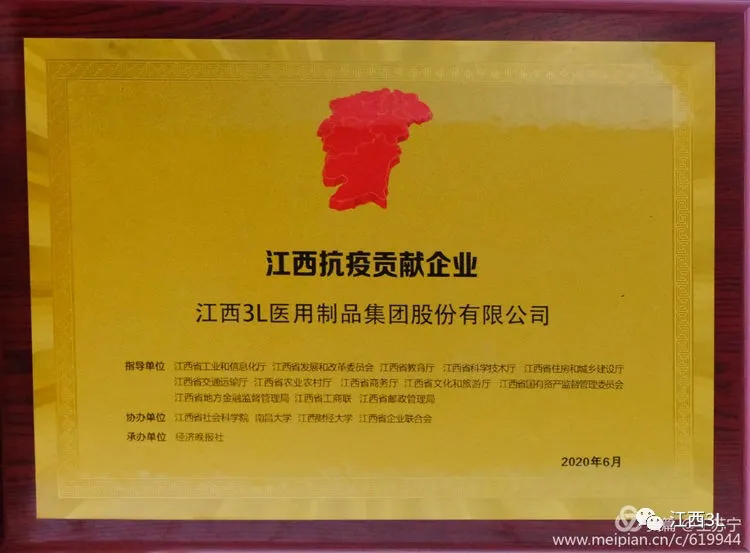 江西抗疫贡献企业
江西3L医用制品集团股份有限公司
指导单位 江西省工业和信息化厅 江西省发展和改革委员会 江西省教育厅 江西省科学技术厅 江西省住房和城乡建设厅
江西省交通运输厅 江西省农业农村厅 江西省商务厅 江西省文化和旅游厅 江西省国有资产监督管理委员会
江西省地方金融监督管理局 江西省工商联 江西省邮政管理局
协办单位 江西省社会科学院 南昌大学 江西财经大学 江西省企业联合会
承办单位 经济晚报社
2020年6月
江西3L
www.meipian.cn/c/619944